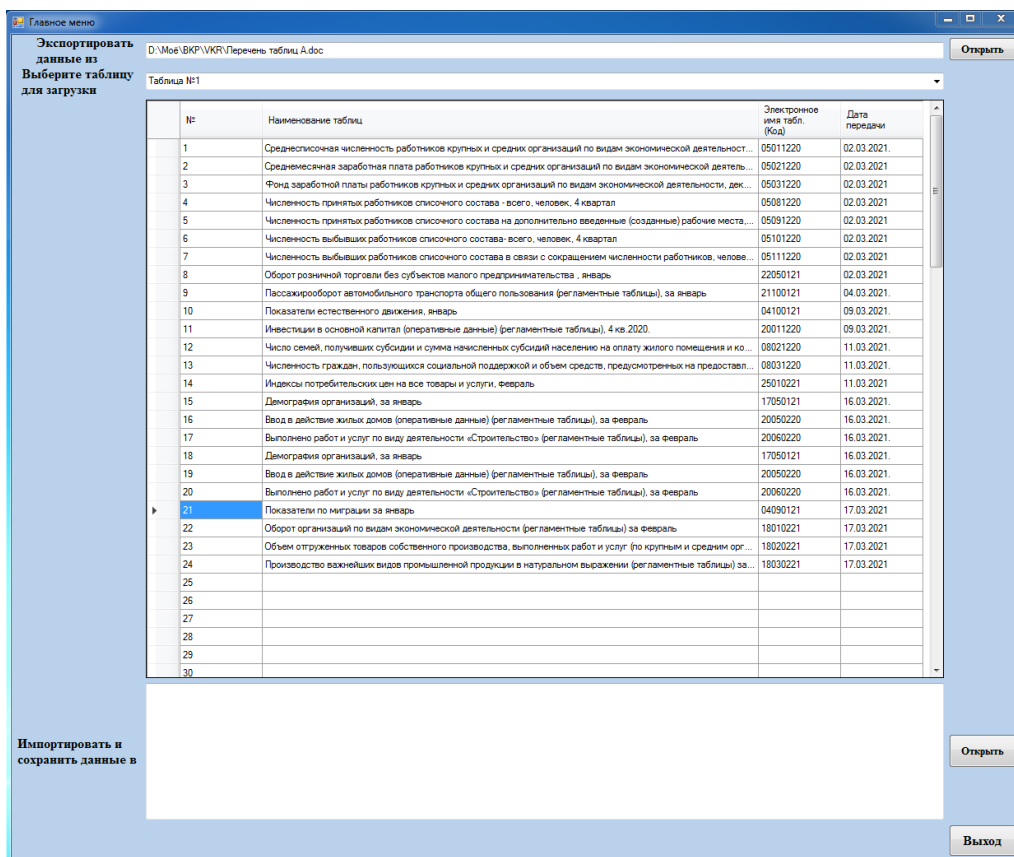 Главное меню
Экспортировать данные из
D:\Моё\ВКР\VKR\Перечень таблиц А.doc
Открыть
Выберите таблицу для загрузки
Таблица №1
№ Наименование таблиц Электронное имя табл. (Код) Дата передачи
1 Среднесписочная численность работников крупных и средних организаций по видам экономической деятельност... 05011220 02.03.2021.
2 Среднемесячная заработная плата работников крупных и средних организаций по видам экономической деятель... 05021220 02.03.2021
3 Фонд заработной платы работников крупных и средних организаций по видам экономической деятельности, дек... 05031220 02.03.2021
4 Численность принятых работников списочного состава - всего, человек, 4 квартал 05081220 02.03.2021
5 Численность принятых работников списочного состава на дополнительно введенные (созданные) рабочие места,... 05091220 02.03.2021
6 Численность выбывших работников списочного состава- всего, человек, 4 квартал 05101220 02.03.2021
7 Численность выбывших работников списочного состава в связи с сокращением численности работников, челове... 05111220 02.03.2021
8 Оборот розничной торговли без субъектов малого предпринимательства , январь 22050121 02.03.2021
9 Пассажирооборот автомобильного транспорта общего пользования (регламентные таблицы), за январь 21100121 04.03.2021.
10 Показатели естественного движения, январь 04100121 09.03.2021.
11 Инвестиции в основной капитал (оперативные данные) (регламентные таблицы), 4 кв.2020. 20011220 09.03.2021.
12 Число семей, получивших субсидии и сумма начисленных субсидий населению на оплату жилого помещения и ко... 08021220 11.03.2021.
13 Численность граждан, пользующихся социальной поддержкой и объем средств, предусмотренных на предоставл... 08031220 11.03.2021.
14 Индексы потребительских цен на все товары и услуги, февраль 25010221 11.03.2021
15 Демография организаций, за январь 17050121 16.03.2021.
16 Ввод в действие жилых домов (оперативные данные) (регламентные таблицы), за февраль 20050220 16.03.2021.
17 Выполнено работ и услуг по виду деятельности «Строительство» (регламентные таблицы), за февраль 20060220 16.03.2021.
18 Демография организаций, за январь 17050121 16.03.2021.
19 Ввод в действие жилых домов (оперативные данные) (регламентные таблицы), за февраль 20050220 16.03.2021.
20 Выполнено работ и услуг по виду деятельности «Строительство» (регламентные таблицы), за февраль 20060220 16.03.2021.
21 Показатели по миграции за январь 04090121 17.03.2021
22 Оборот организаций по видам экономической деятельности (регламентные таблицы) за февраль 18010221 17.03.2021
23 Объем отгруженных товаров собственного производства, выполненных работ и услуг (по крупным и средним орг... 18020221 17.03.2021
24 Производство важнейших видов промышленной продукции в натуральном выражении (регламентные таблицы) за... 18030221 17.03.2021
25
26
27
28
29
30
Импортировать и
сохранить данные в
Открыть
Выход